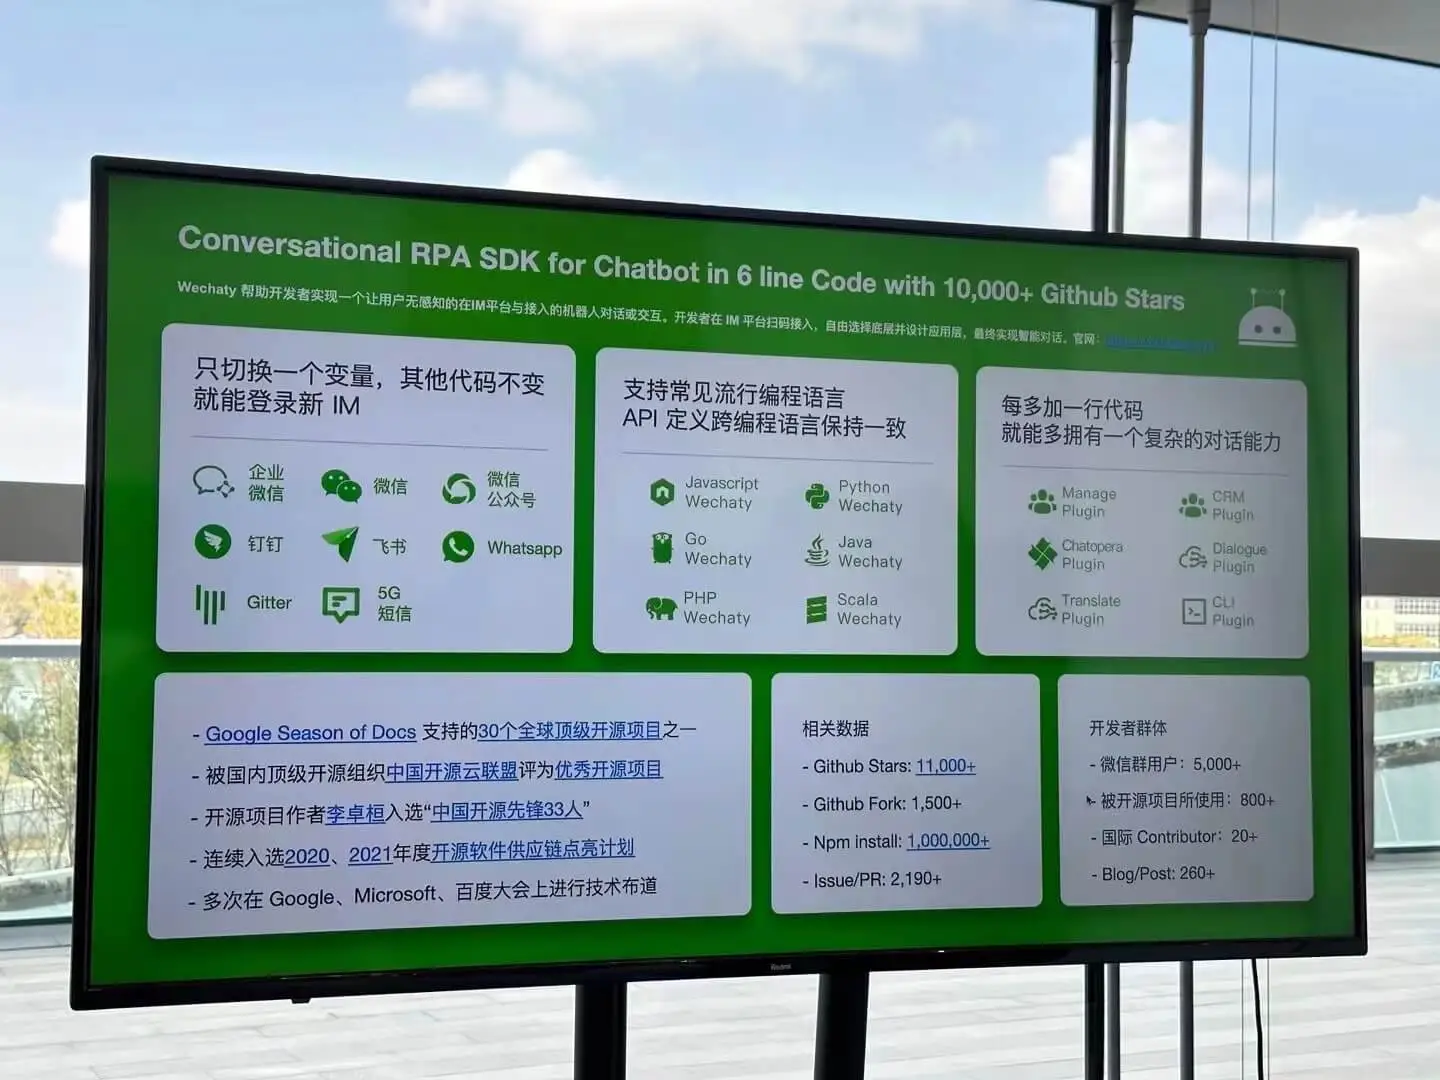 Conversational RPA SDK for Chatbot in 6 line Code with 10,000+ Github Stars
Wechaty 帮助开发者实现一个让用户无感知的在IM平台与接入的机器人对话或交互。开发者在 IM 平台扫码接入，自由选择底层并设计应用层，最终实现智能对话。官网：
只切换一个变量，其他代码不变
就能登录新 IM
企业
微信
微信
微信
公众号
钉钉
飞书
Whatsapp
Gitter
5G
短信
支持常见流行编程语言
API 定义跨编程语言保持一致
Javascript
Wechaty
Python
Wechaty
Go
Wechaty
Java
Wechaty
PHP
Wechaty
Scala
Wechaty
每多加一行代码
就能多拥有一个复杂的对话能力
Manage
Plugin
CRM
Plugin
Chatopera
Plugin
Dialogue
Plugin
Translate
Plugin
CLI
Plugin
- Google Season of Docs 支持的30个全球顶级开源项目之一
- 被国内顶级开源组织中国开源云联盟评为优秀开源项目
- 开源项目作者李卓桓入选“中国开源先锋33人”
- 连续入选2020、2021年度开源软件供应链点亮计划
- 多次在 Google、Microsoft、百度大会上进行技术布道
相关数据
- Github Stars: 11,000+
- Github Fork: 1,500+
- Npm install: 1,000,000+
- Issue/PR: 2,190+
开发者群体
- 微信群用户：5,000+
- 被开源项目所使用：800+
- 国际 Contributor：20+
- Blog/Post: 260+